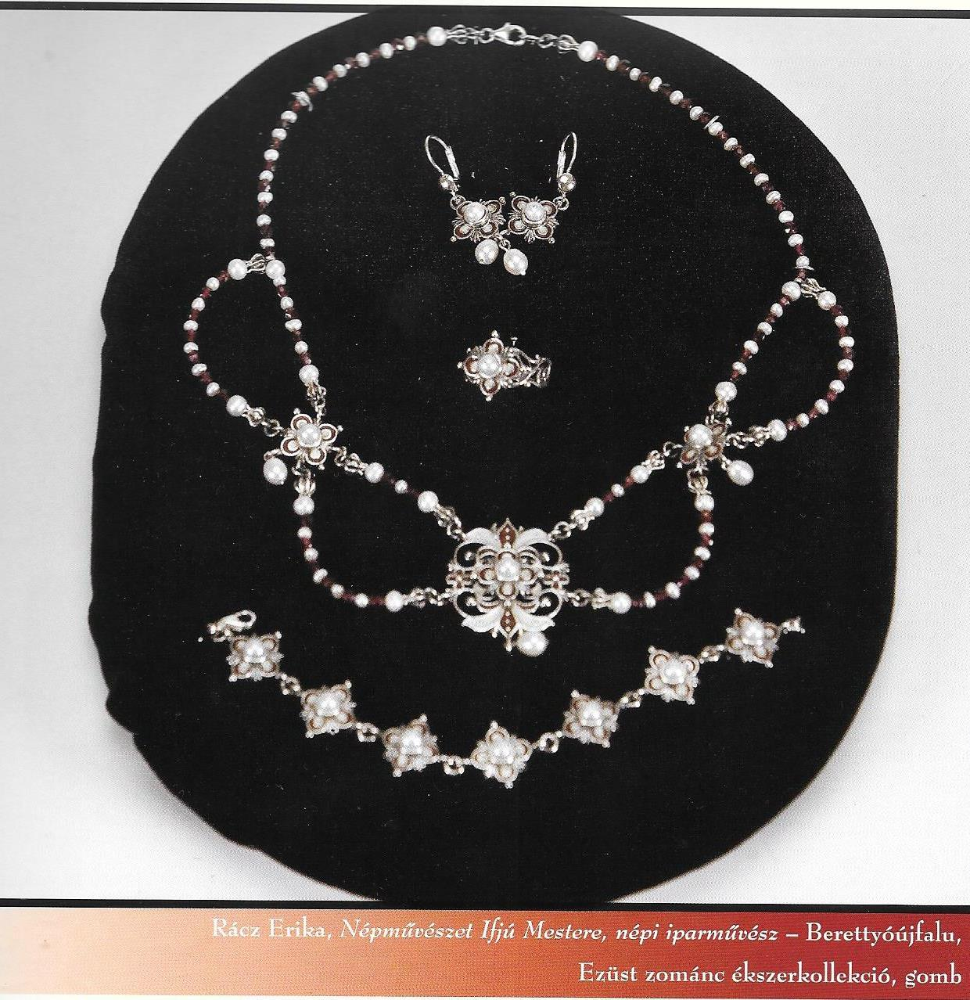 Rácz Erika, Népművészet Ifjú Mestere, népi iparművész – Berettyóújfalu,
Ezüst zománc ékszerkollekció, gomb